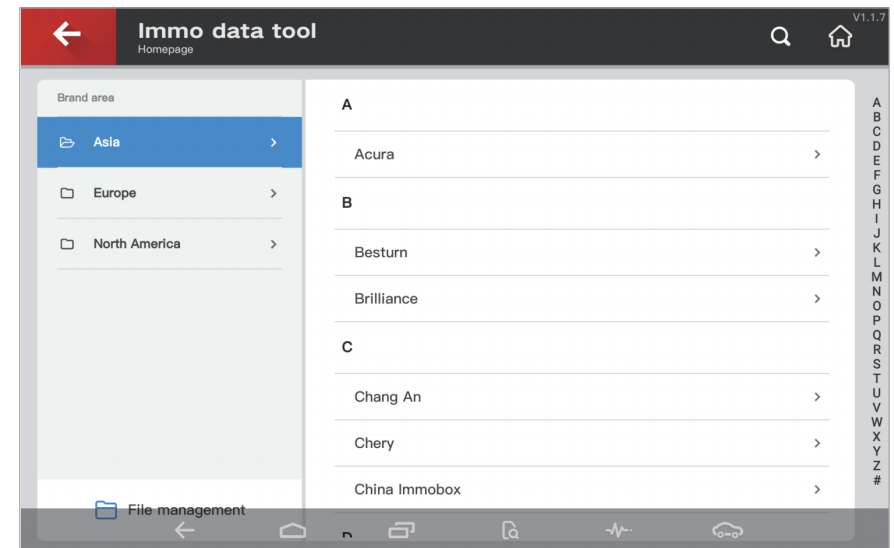 V1.1.7
Immo data tool
Homepage
Brand area
Asia
Europe
North America
File management
A
Acura
B
Besturn
Brilliance
C
Chang An
Chery
China Immobox
D
A
B
C
D
E
F
G
H
I
J
K
L
M
N
O
P
Q
R
S
T
U
V
W
X
Y
Z
#